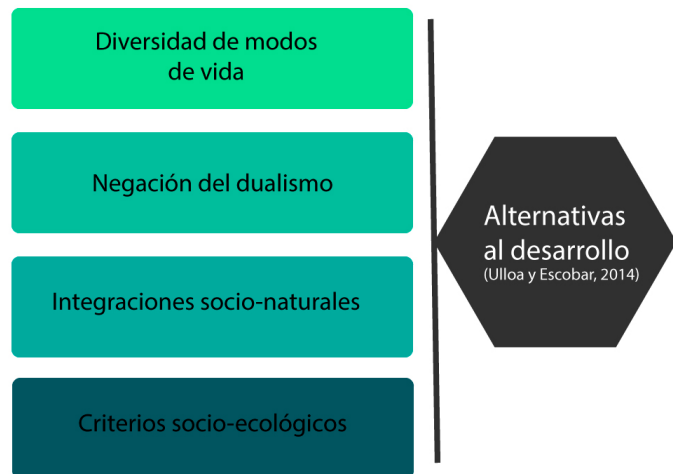 Diversidad de modos
de vida
Negación del dualismo
Integraciones socio-naturales
Criterios socio-ecológicos
Alternativas
al desarrollo
(Ulloa y Escobar, 2014)